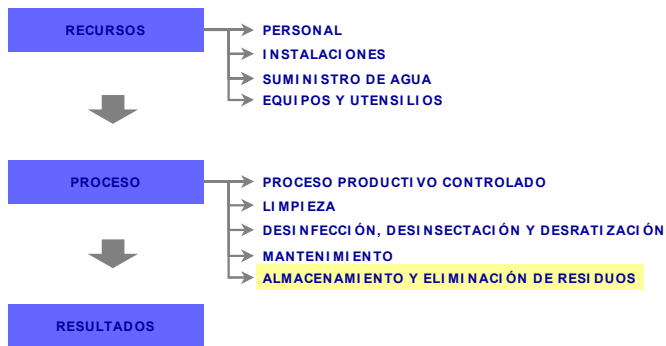 RECURSOS
PERSONAL
INSTALACIONES
SUMINISTRO DE AGUA
EQUIPOS Y UTENSILIOS
PROCESO
PROCESO PRODUCTIVO CONTROLADO
LIMPIEZA
DESINFECCIÓN, DESINSECTACIÓN Y DESRATIZACIÓN
MANTENIMIENTO
ALMACENAMIENTO Y ELIMINACIÓN DE RESIDUOS
RESULTADOS